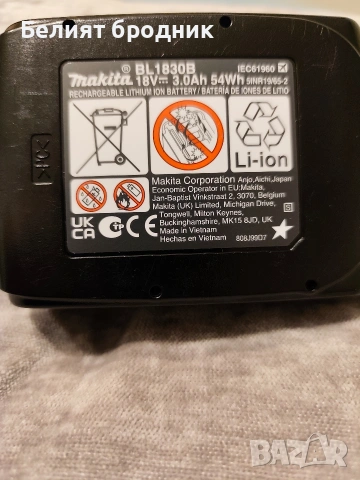 Белият бродник
makita
BL1830B
18V 3.0Ah 54Wh
IEC61960
5INR19/65-2
RECHARGEABLE LITHIUM ION BATTERY / BATERÍA DE IONES DE LITIO
Li-ion
Makita Corporation Anjo,Aichi,Japan
Economic Operator in EU:Makita,
Jan-Baptist Vinkstraat 2, 3070, Belgium
Makita (UK) Limited, Michigan Drive,
Tongwell, Milton Keynes,
Buckinghamshire, MK15 8JD, UK
Made in Vietnam
Hechas en Vietnam
808J99D7
UK
CA
CE
BAZAR